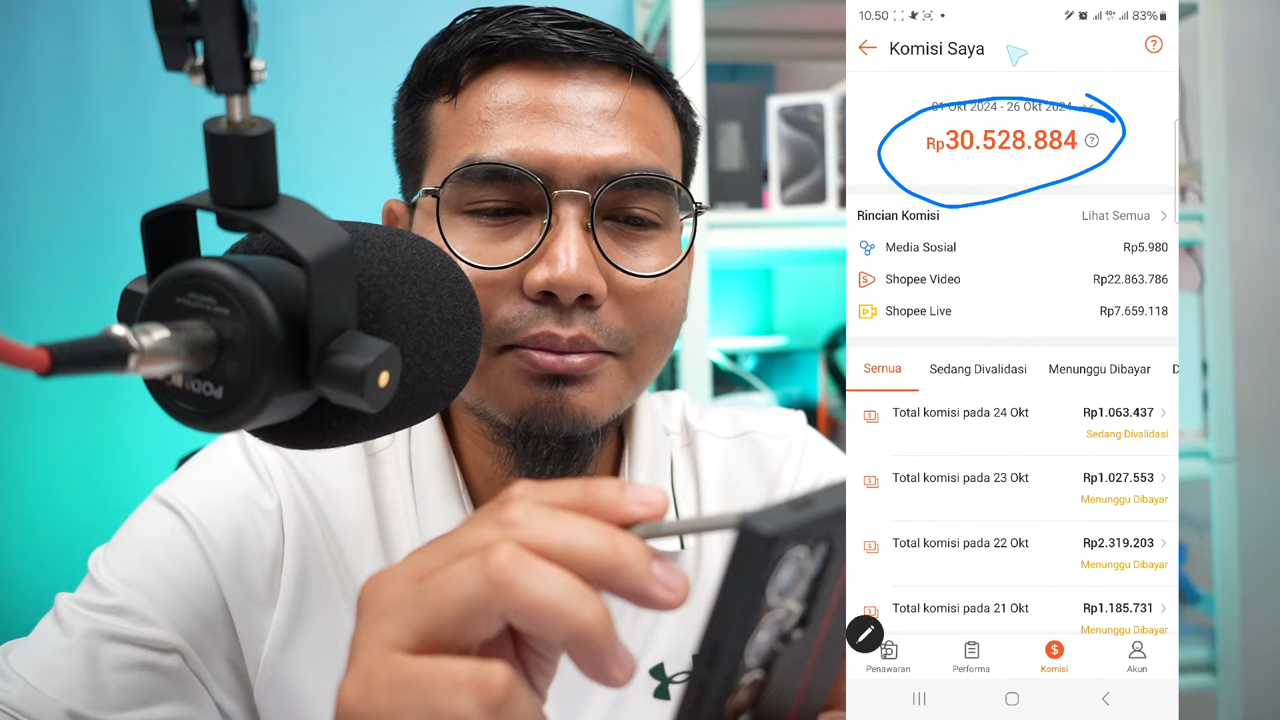 10.50
4G+
83%
Komisi Saya
?
01 Okt 2024 - 26 Okt 2024
Rp30.528.884
?
Rincian Komisi
Lihat Semua
Media Sosial
Rp5.980
Shopee Video
Rp22.863.786
Shopee Live
Rp7.659.118
Semua
Sedang Divalidasi
Menunggu Dibayar
D
Total komisi pada 24 Okt
Rp1.063.437
Sedang Divalidasi
Total komisi pada 23 Okt
Rp1.027.553
Menunggu Dibayar
Total komisi pada 22 Okt
Rp2.319.203
Menunggu Dibayar
Total komisi pada 21 Okt
Rp1.185.731
Menunggu Dibayar
Penawaran
Performa
Komisi
Akun